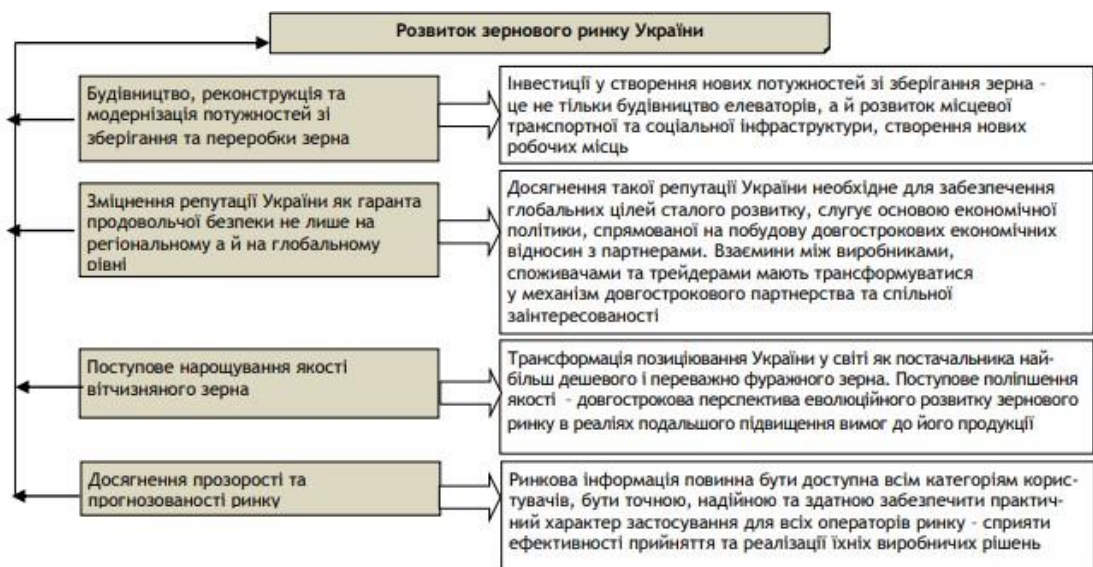 Розвиток зернового ринку України
Будівництво, реконструкція та
модернізація потужностей зі
зберігання та переробки зерна
Інвестиції у створення нових потужностей зі зберігання зерна –
це не тільки будівництво елеваторів, а й розвиток місцевої
транспортної та соціальної інфраструктури, створення нових
робочих місць
Зміцнення репутації України як гаранта
продовольчої безпеки не лише на
регіональному а й на глобальному
рівні
Досягнення такої репутації України необхідне для забезпечення
глобальних цілей сталого розвитку, слугує основою економічної
політики, спрямованої на побудову довгострокових економічних
відносин з партнерами. Взаємини між виробниками,
споживачами та трейдерами мають трансформуватися
у механізм довгострокового партнерства та спільної
заінтересованості
Поступове нарощування якості
вітчизняного зерна
Трансформація позиціювання України у світі як постачальника най-
більш дешевого і переважно фуражного зерна. Поступове поліпшення
якості – довгострокова перспектива еволюційного розвитку зернового
ринку в реаліях подальшого підвищення вимог до його продукції
Досягнення прозорості та
прогнозованості ринку
Ринкова інформація повинна бути доступна всім категоріям корис-
тувачів, бути точною, надійною та здатною забезпечити практич-
ний характер застосування для всіх операторів ринку – сприяти
ефективності прийняття та реалізації їхніх виробничих рішень